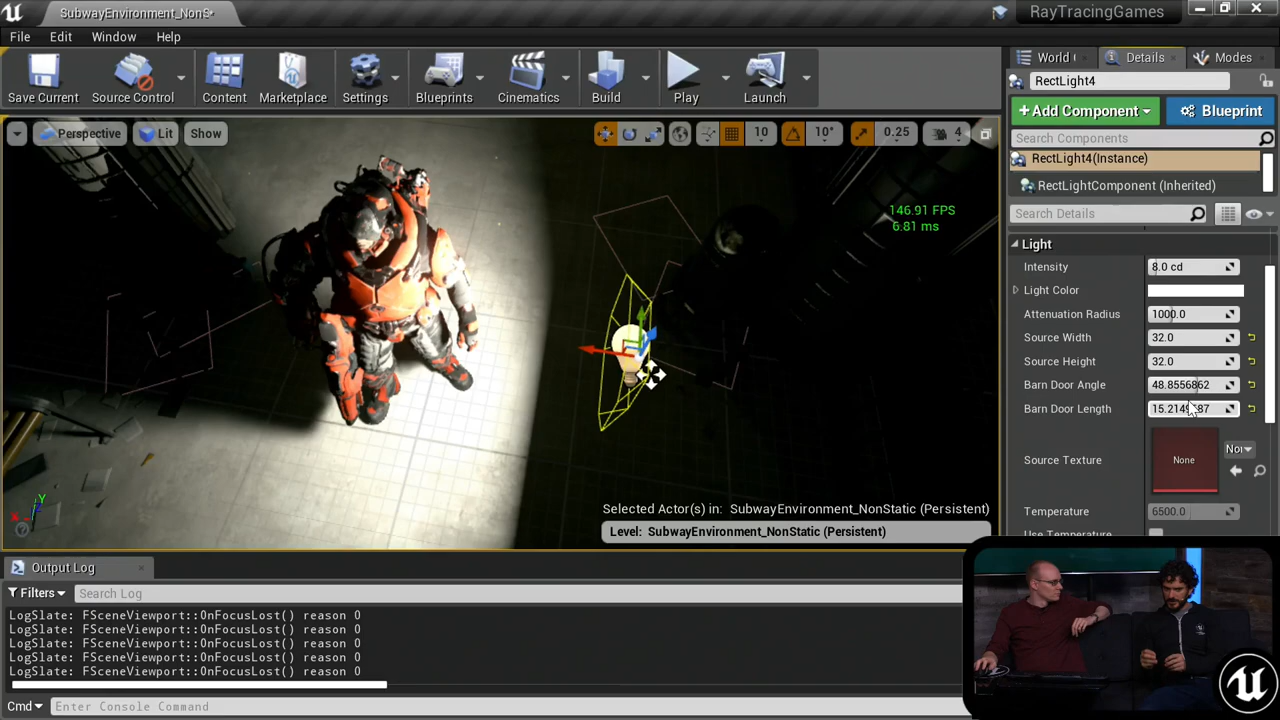 SubwayEnvironment_NonS*
RayTracingGames
File Edit Window Help
Save Current Source Control Content Marketplace Settings Blueprints Cinematics Build Play Launch
World Details Modes
RectLight4
+Add Component Blueprint
Search Components
RectLight4(Instance)
RectLightComponent (Inherited)
Search Details
Perspective Lit Show 10 10° 0.25 4
146.91 FPS
6.81 ms
Light
Intensity 8.0 cd
Light Color
Attenuation Radius 1000.0
Source Width 32.0
Source Height 32.0
Barn Door Angle 48.8556862
Barn Door Length
Source Texture None
Temperature 6500.0
Use Temperature
Selected Actor(s) in: SubwayEnvironment_NonStatic (Persistent)
Level: SubwayEnvironment_NonStatic (Persistent)
Output Log
Filters Search Log
LogSlate: FSceneViewport::OnFocusLost() reason 0
LogSlate: FSceneViewport::OnFocusLost() reason 0
LogSlate: FSceneViewport::OnFocusLost() reason 0
LogSlate: FSceneViewport::OnFocusLost() reason 0
LogSlate: FSceneViewport::OnFocusLost() reason 0
Cmd Enter Console Command